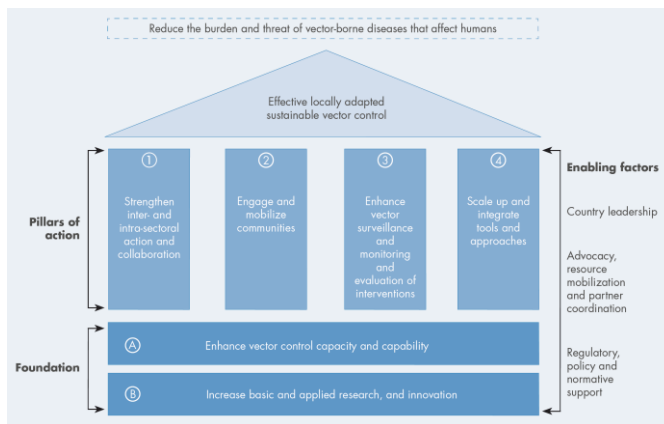 Reduce the burden and threat of vector-borne diseases that affect humans
Effective locally adapted
sustainable vector control
Pillars of
action
1
Strengthen
inter- and
intra-sectoral
action and
collaboration
2
Engage and
mobilize
communities
3
Enhance
vector
surveillance
and
monitoring
and
evaluation of
interventions
4
Scale up and
integrate
tools and
approaches
Enabling factors
Country leadership
Advocacy,
resource
mobilization
and partner
coordination
Regulatory,
policy and
normative
support
Foundation
A
Enhance vector control capacity and capability
B
Increase basic and applied research, and innovation